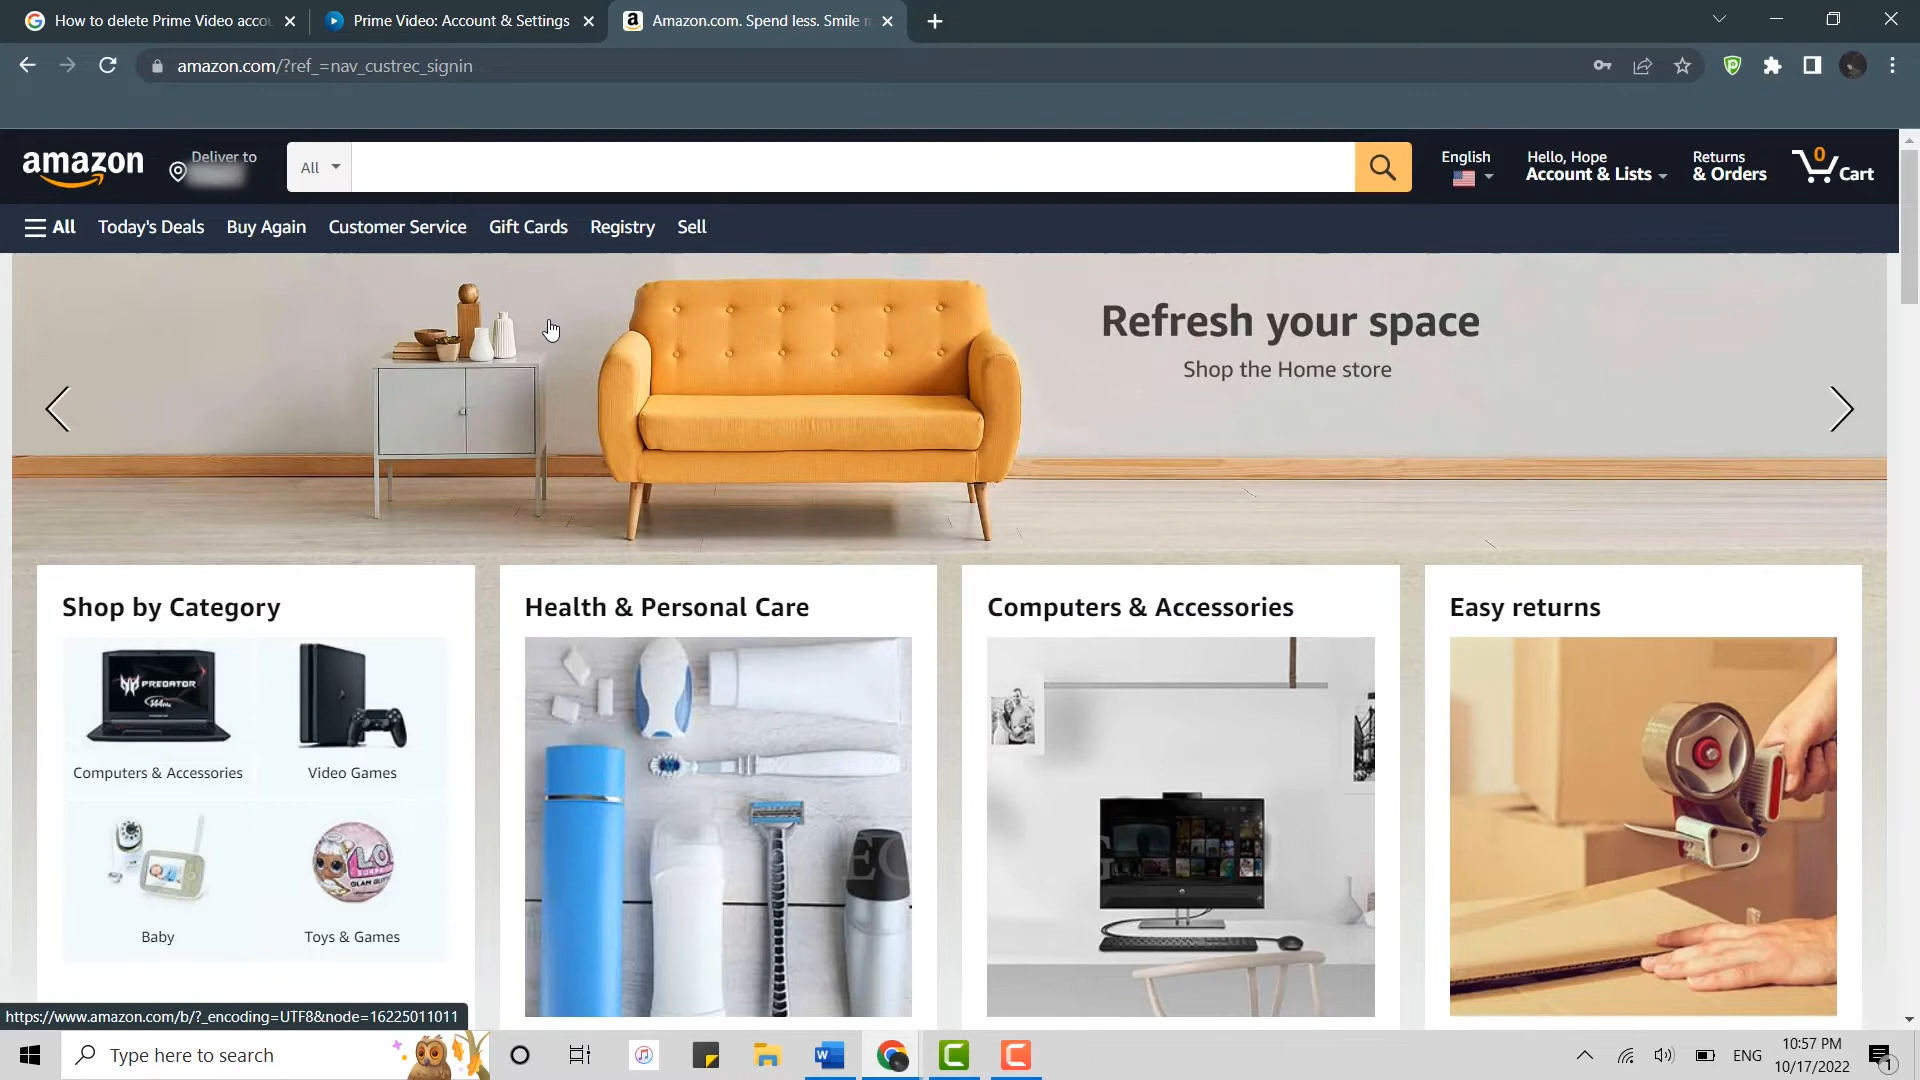 How to delete Prime Video accou
Prime Video: Account & Settings
Amazon.com. Spend less. Smile m
amazon.com/?ref_=nav_custrec_signin
amazon
Deliver to
All
English
Hello, Hope
Account & Lists
Returns
& Orders
0
Cart
All
Today's Deals
Buy Again
Customer Service
Gift Cards
Registry
Sell
Refresh your space
Shop the Home store
Shop by Category
Health & Personal Care
Computers & Accessories
Easy returns
PREDATOR
Computers & Accessories
Video Games
Baby
Toys & Games
https://www.amazon.com/b/?_encoding=UTF8&node=16225011011
Type here to search
ENG
10:57 PM
10/17/2022
1